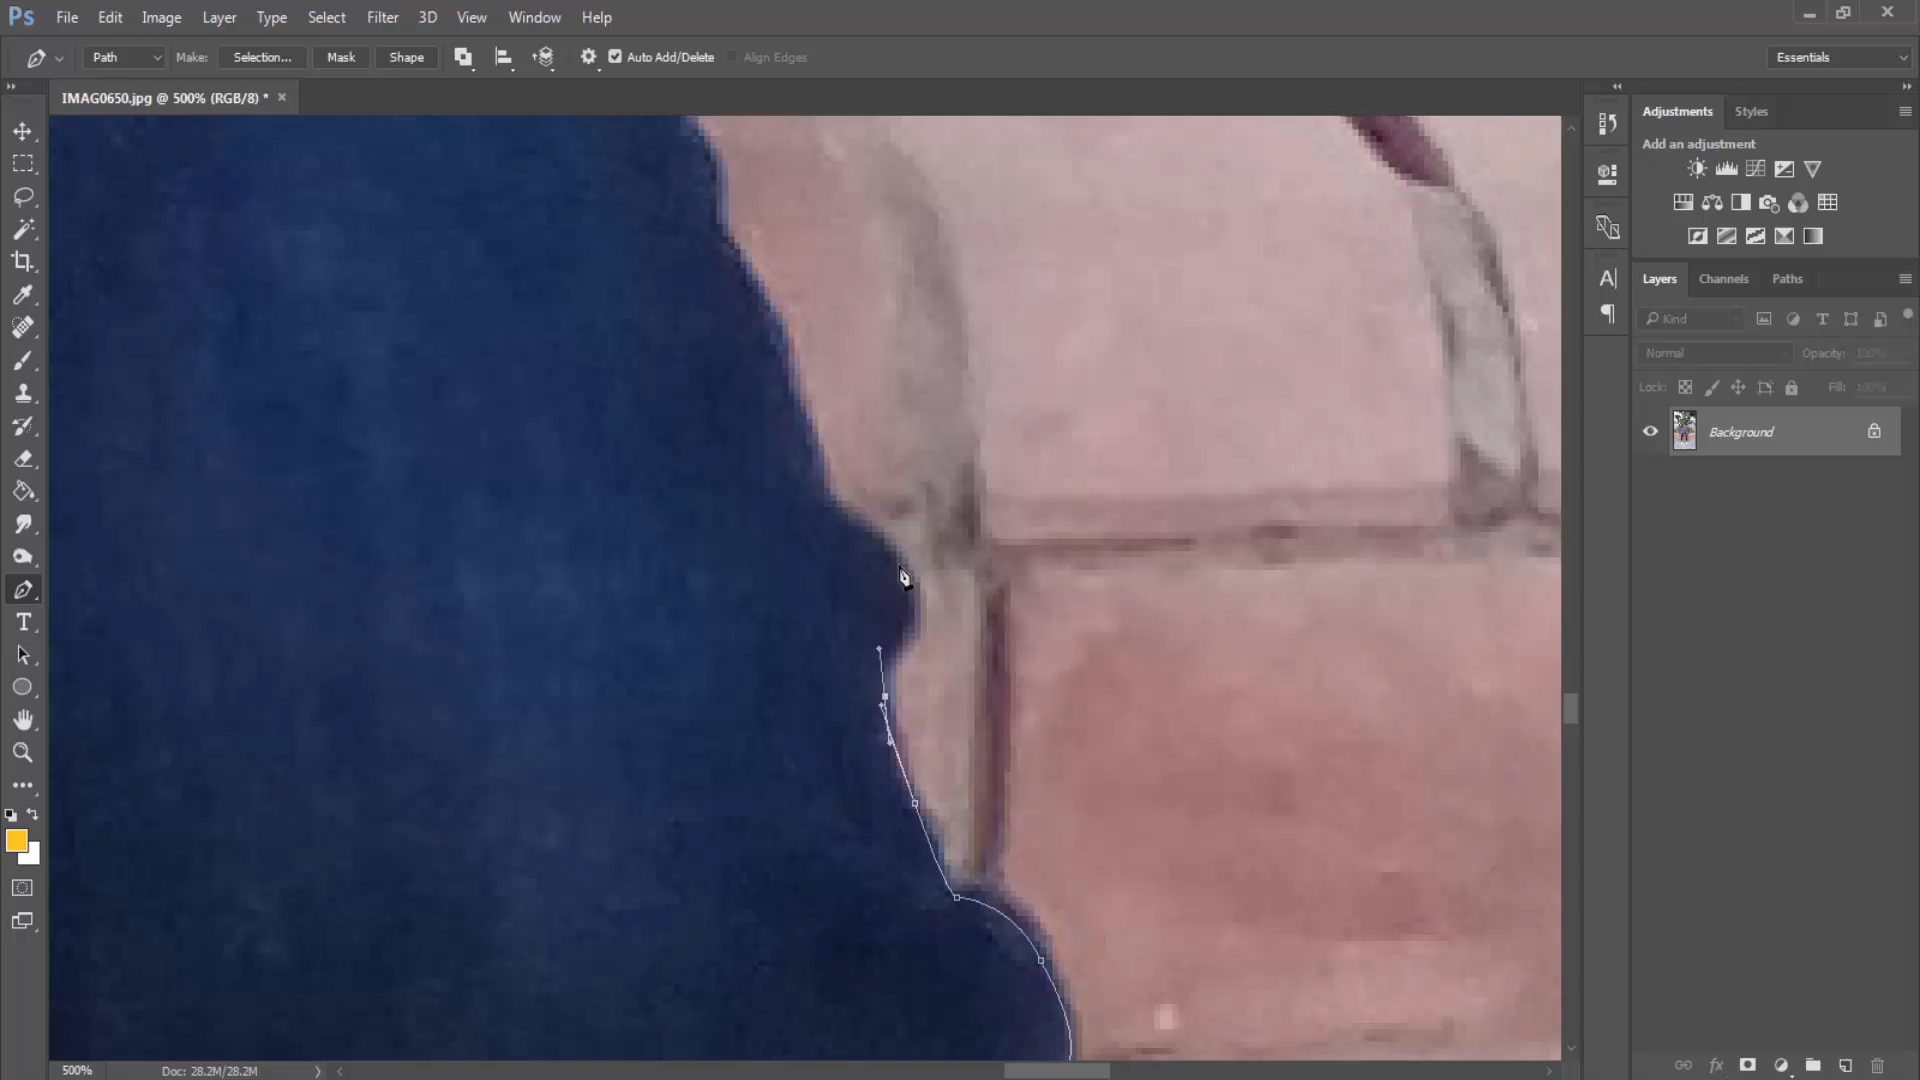 Ps File Edit Image Layer Type Select Filter 3D View Window Help
Path Make: Selection... Mask Shape Auto Add/Delete Align Edges Essentials
IMAG0650.jpg @ 500% (RGB/8) *
Adjustments Styles
Add an adjustment
Layers Channels Paths
Kind
Normal Opacity: 100%
Lock: Fill: 100%
Background
500% Doc: 28.2M/28.2M